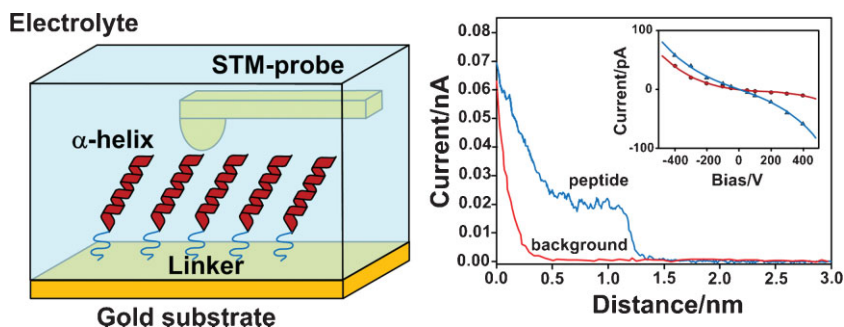 Electrolyte
STM-probe
α-helix
Linker
Gold substrate
Current/nA
0.08
0.07
0.06
0.05
0.04
0.03
0.02
0.01
0.00
peptide
background
0.0 0.5 1.0 1.5 2.0 2.5 3.0
Distance/nm
Current/pA
100
0
-100
-400 -200 0 200 400
Bias/V